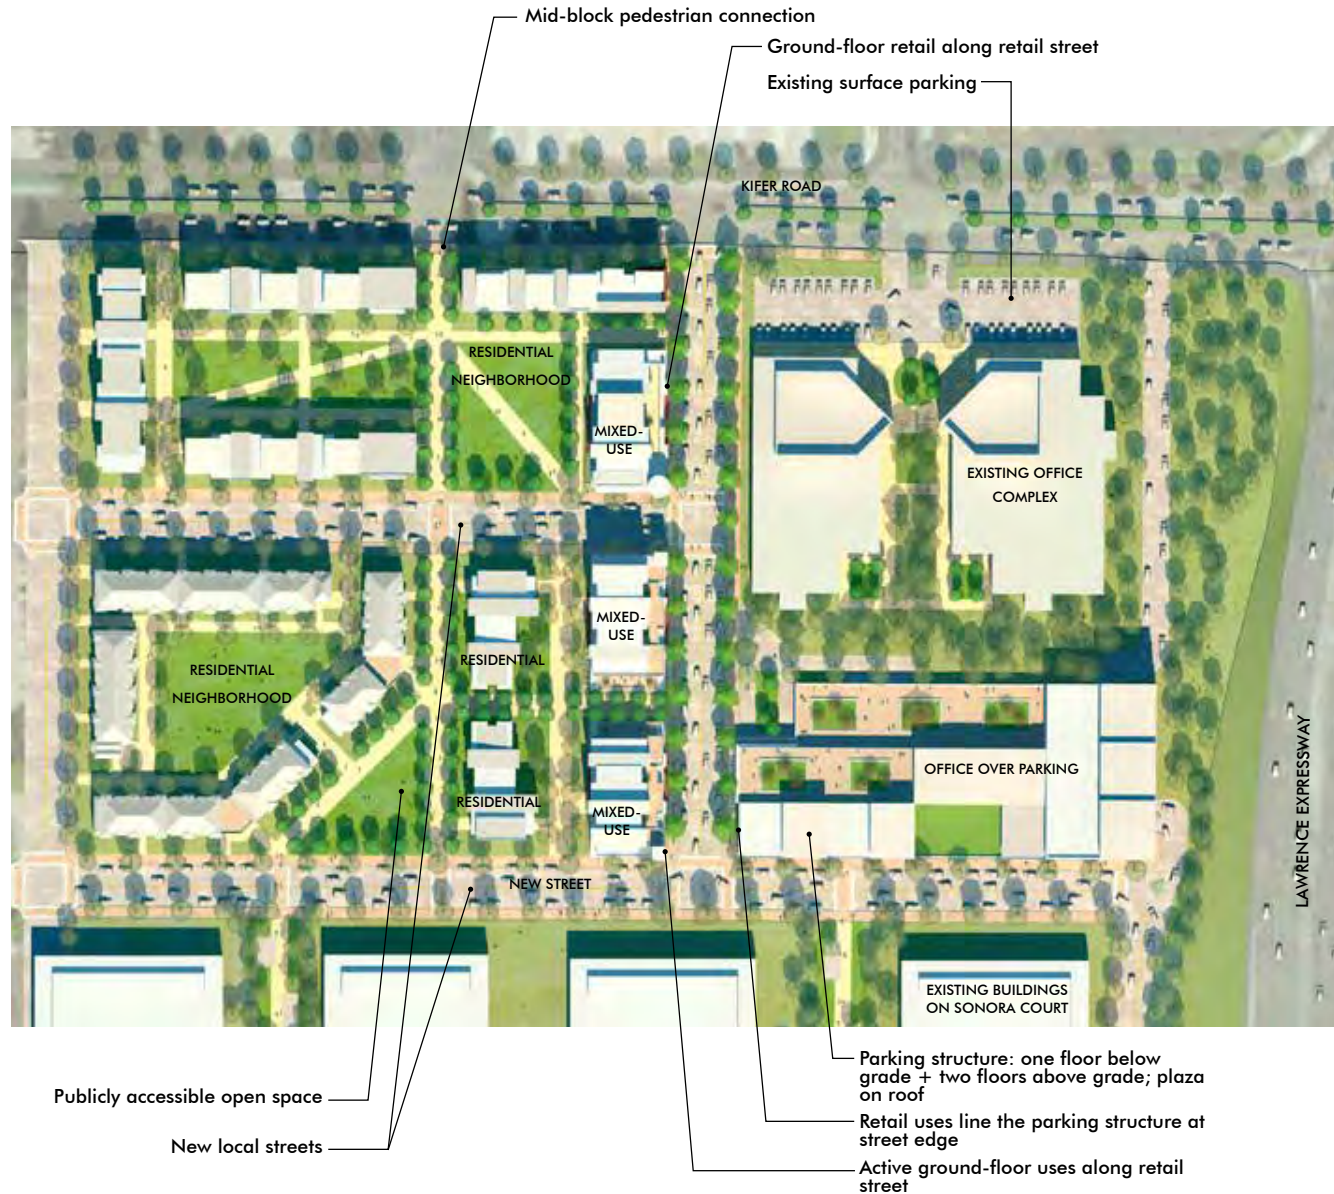 Mid-block pedestrian connection
Ground-floor retail along retail street
Existing surface parking
KIFER ROAD
RESIDENTIAL
NEIGHBORHOOD
MIXED-
USE
EXISTING OFFICE
COMPLEX
MIXED-
USE
RESIDENTIAL
RESIDENTIAL
NEIGHBORHOOD
OFFICE OVER PARKING
RESIDENTIAL
MIXED-
USE
LAWRENCE EXPRESSWAY
NEW STREET
EXISTING BUILDINGS
ON SONORA COURT
Parking structure: one floor below
grade + two floors above grade; plaza
on roof
Publicly accessible open space
Retail uses line the parking structure at
street edge
New local streets
Active ground-floor uses along retail
street